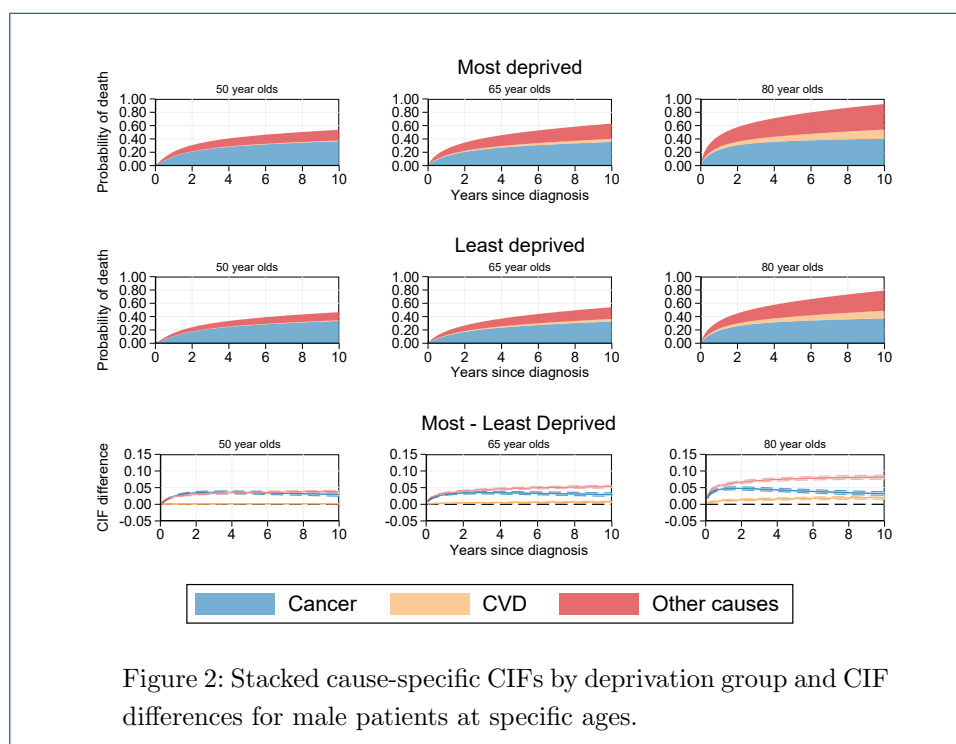 Most deprived
50 year olds
65 year olds
80 year olds
Probability of death
1.00
0.80
0.60
0.40
0.20
0.00
0 2 4 6 8 10
1.00
0.80
0.60
0.40
0.20
0.00
0 2 4 6 8 10
1.00
0.80
0.60
0.40
0.20
0.00
0 2 4 6 8 10
Years since diagnosis
Least deprived
50 year olds
65 year olds
80 year olds
Probability of death
1.00
0.80
0.60
0.40
0.20
0.00
0 2 4 6 8 10
1.00
0.80
0.60
0.40
0.20
0.00
0 2 4 6 8 10
1.00
0.80
0.60
0.40
0.20
0.00
0 2 4 6 8 10
Years since diagnosis
Most - Least Deprived
50 year olds
65 year olds
80 year olds
CIF difference
0.15
0.10
0.05
0.00
-0.05
0 2 4 6 8 10
0.15
0.10
0.05
0.00
-0.05
0 2 4 6 8 10
0.15
0.10
0.05
0.00
-0.05
0 2 4 6 8 10
Years since diagnosis
Cancer CVD Other causes
Figure 2: Stacked cause-specific CIFs by deprivation group and CIF
differences for male patients at specific ages.